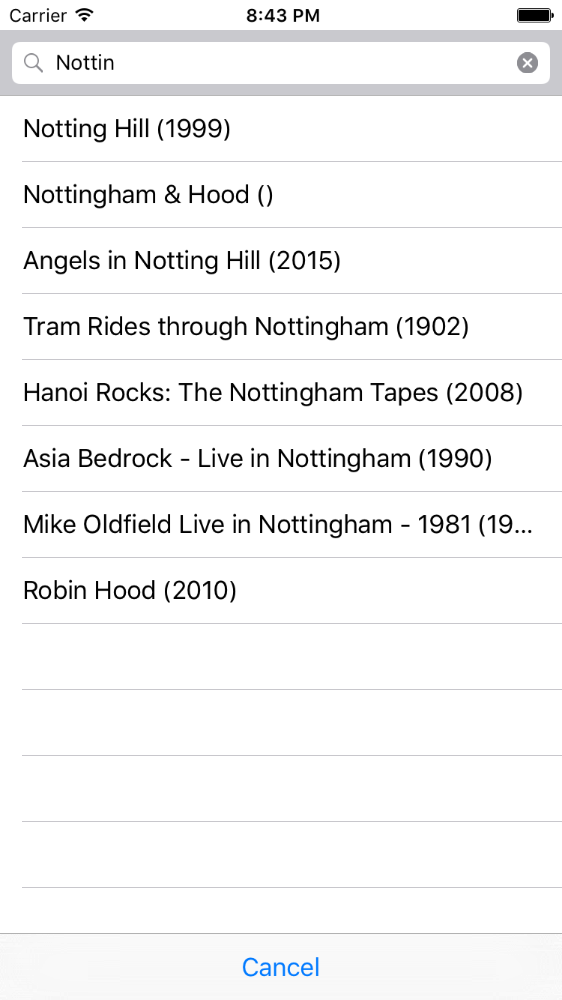 Carrier 8:43 PM
Nottin
Notting Hill (1999)
Nottingham & Hood ()
Angels in Notting Hill (2015)
Tram Rides through Nottingham (1902)
Hanoi Rocks: The Nottingham Tapes (2008)
Asia Bedrock - Live in Nottingham (1990)
Mike Oldfield Live in Nottingham - 1981 (19...
Robin Hood (2010)
Cancel